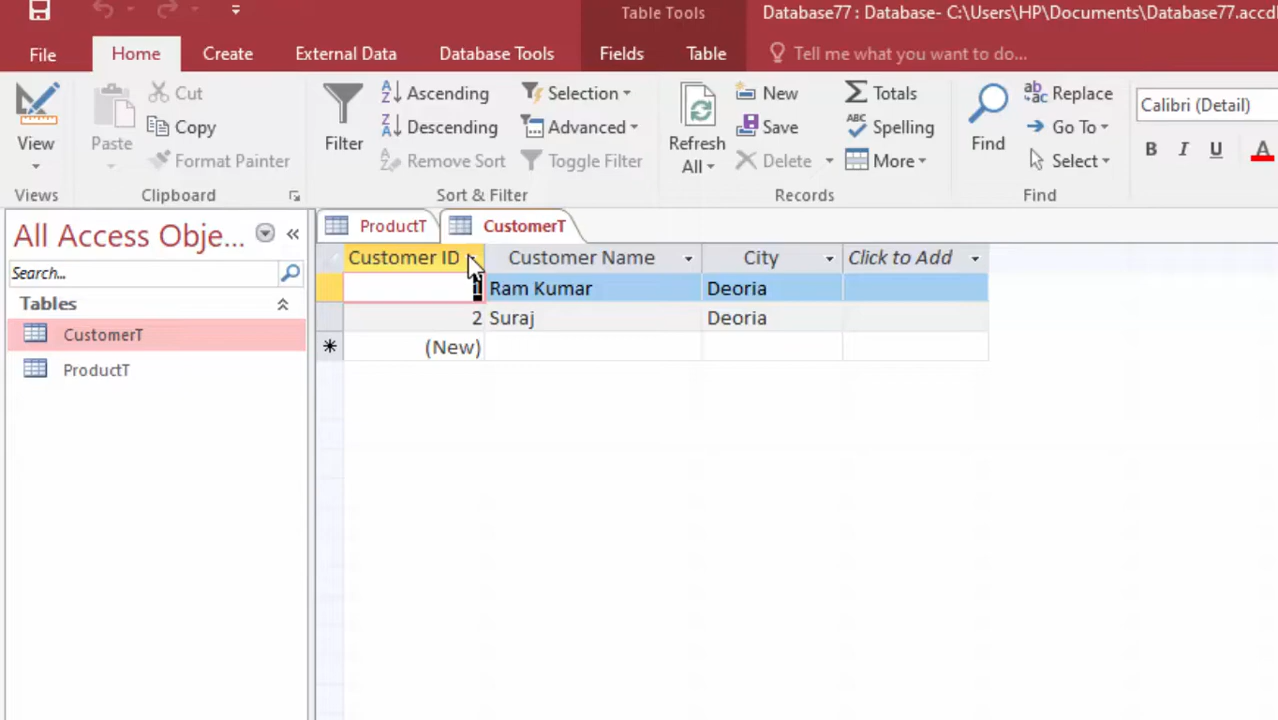 Table Tools
Database77 : Database- C:\Users\HP\Documents\Database77.accd
File Home Create External Data Database Tools Fields Table Tell me what you want to do...
View
Views
Paste
Cut
Copy
Format Painter
Clipboard
Filter
Ascending
Descending
Remove Sort
Selection
Advanced
Toggle Filter
Sort & Filter
Refresh
All
New
Save
Delete
Totals
Spelling
More
Records
Find
Replace
Go To
Select
Find
Calibri (Detail)
B I U A
All Access Obje...
Search...
Tables
CustomerT
ProductT
ProductT CustomerT
Customer ID Customer Name City Click to Add
1 Ram Kumar Deoria
2 Suraj Deoria
(New)